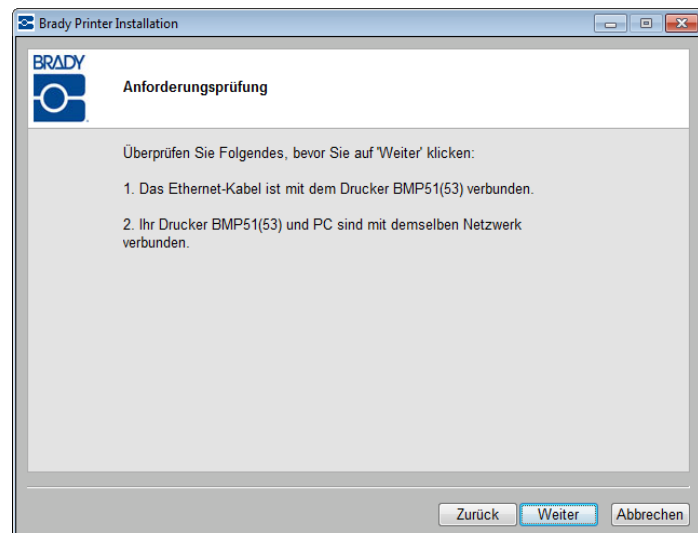 Brady Printer Installation
BRADY
Anforderungsprüfung
Überprüfen Sie Folgendes, bevor Sie auf 'Weiter' klicken:
1. Das Ethernet-Kabel ist mit dem Drucker BMP51(53) verbunden.
2. Ihr Drucker BMP51(53) und PC sind mit demselben Netzwerk
verbunden.
Zurück
Weiter
Abbrechen